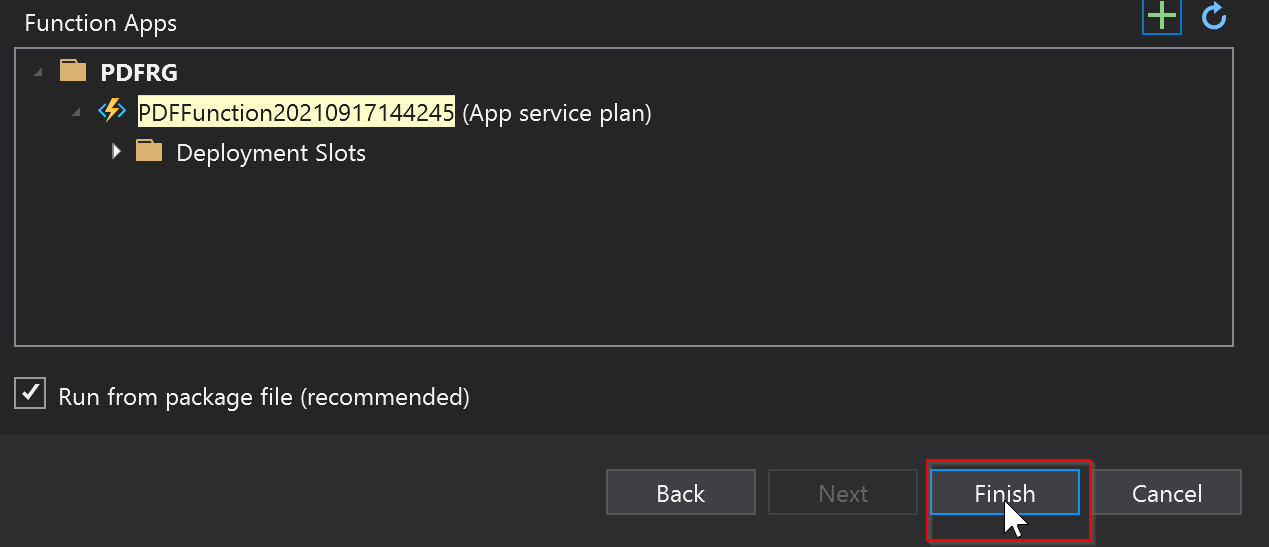 Function Apps
PDFRG
PDFFunction20210917144245 (App service plan)
Deployment Slots
Run from package file (recommended)
Back Next Finish Cancel